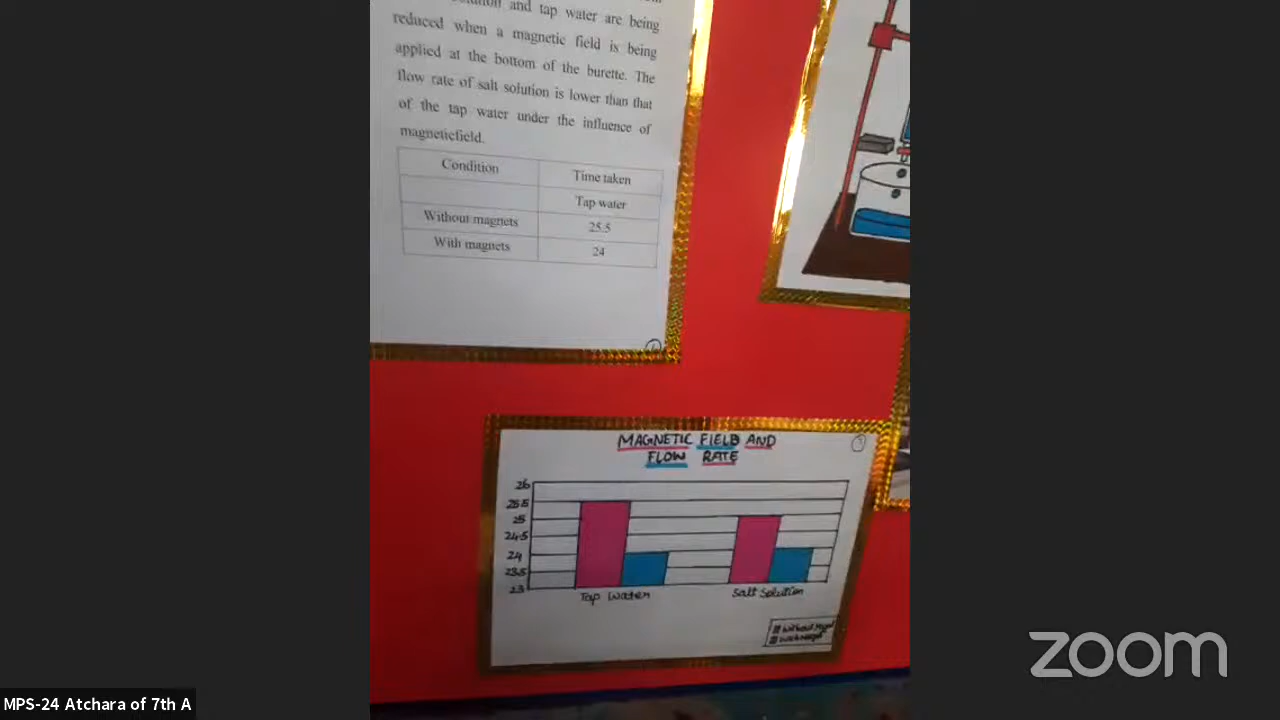 and tap water are being
reduced when a magnetic field is being
applied at the bottom of the burette. The
flow rate of salt solution is lower than that
of the tap water under the influence of
magneticfield.
Condition Time taken
Tap water
Without magnets 25.5
With magnets 24
MAGNETIC FIELD AND
FLOW RATE
26
25.5
25
24.5
24
23.5
23
Tap Water Salt Solution
zoom
MPS-24 Atchara of 7th A